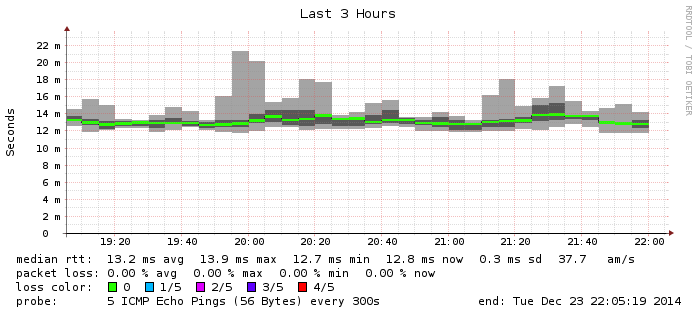 Last 3 Hours
RRDTOOL / TOBI OETIKER
Seconds
22 m
20 m
18 m
16 m
14 m
12 m
10 m
8 m
6 m
4 m
2 m
0
19:20 19:40 20:00 20:20 20:40 21:00 21:20 21:40 22:00
median rtt: 13.2 ms avg 13.9 ms max 12.7 ms min 12.8 ms now 0.3 ms sd 37.7 am/s
packet loss: 0.00 % avg 0.00 % max 0.00 % min 0.00 % now
loss color: 0 1/5 2/5 3/5 4/5
probe: 5 ICMP Echo Pings (56 Bytes) every 300s end: Tue Dec 23 22:05:19 2014